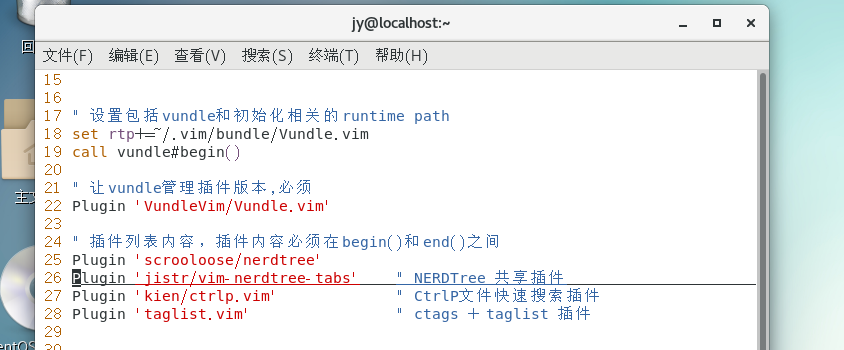 jy@localhost:~
文件(F) 编辑(E) 查看(V) 搜索(S) 终端(T) 帮助(H)
15
16
17 " 设置包括vundle和初始化相关的runtime path
18 set rtp+=~/.vim/bundle/Vundle.vim
19 call vundle#begin()
20
21 " 让vundle管理插件版本,必须
22 Plugin 'VundleVim/Vundle.vim'
23
24 " 插件列表内容，插件内容必须在begin()和end()之间
25 Plugin 'scrooloose/nerdtree'
26 Plugin 'jistr/vim-nerdtree-tabs' " NERDTree 共享插件
27 Plugin 'kien/ctrlp.vim' " CtrlP文件快速搜索插件
28 Plugin 'taglist.vim' " ctags + taglist 插件
29
30
回
主文
entOS